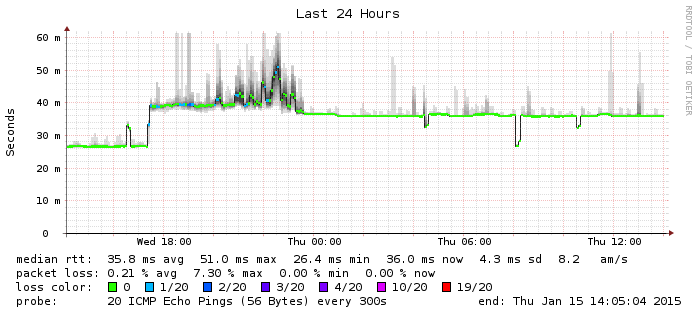 Last 24 Hours
RRDTOOL / TOBI OETIKER
Seconds
60 m
50 m
40 m
30 m
20 m
10 m
0
Wed 18:00 Thu 00:00 Thu 06:00 Thu 12:00
median rtt: 35.8 ms avg 51.0 ms max 26.4 ms min 36.0 ms now 4.3 ms sd 8.2 am/s
packet loss: 0.21 % avg 7.30 % max 0.00 % min 0.00 % now
loss color: 0 1/20 2/20 3/20 4/20 10/20 19/20
probe: 20 ICMP Echo Pings (56 Bytes) every 300s end: Thu Jan 15 14:05:04 2015